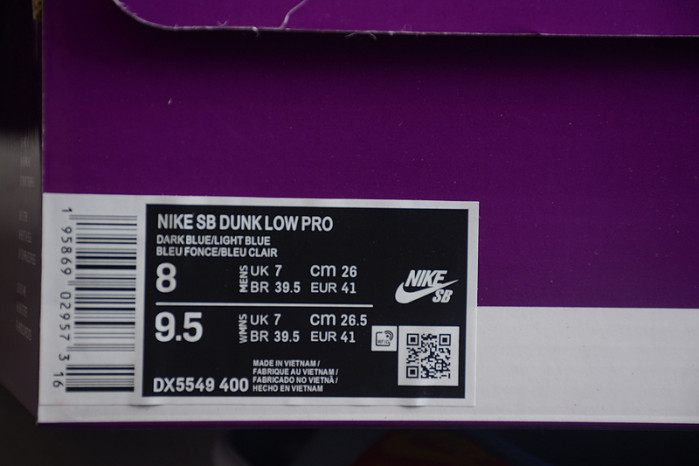 NIKE SB DUNK LOW PRO
DARK BLUE/LIGHT BLUE
BLEU FONCE/BLEU CLAIR
8 MENS UK 7 cm 26
BR 39.5 EUR 41
9.5 WMNS UK 7 cm 26.5
BR 39.5 EUR 41
NIKE
SB
RFID
MADE IN VIETNAM /
FABRIQUE AU VIETNAM /
FABRICADO NO VIETNÃ /
HECHO EN VIETNAM
DX5549 400
1 95869 02957 3 16